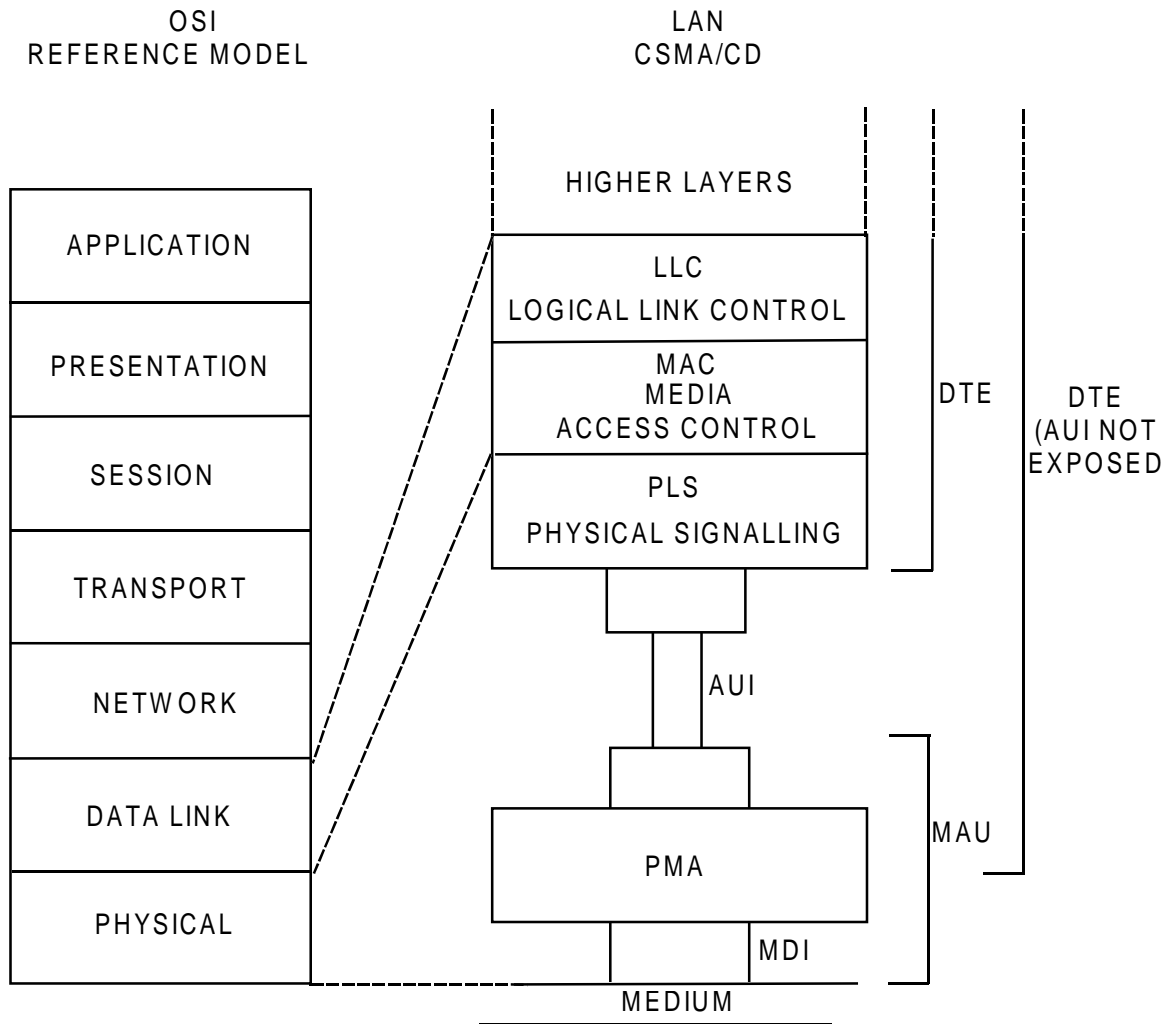 OSI
REFERENCE MODEL
LAN
CSMA/CD
APPLICATION
PRESENTATION
SESSION
TRANSPORT
NETWORK
DATA LINK
PHYSICAL
HIGHER LAYERS
LLC
LOGICAL LINK CONTROL
MAC
MEDIA
ACCESS CONTROL
PLS
PHYSICAL SIGNALLING
AUI
PMA
MDI
MEDIUM
DTE
MAU
DTE
(AUI NOT
EXPOSED